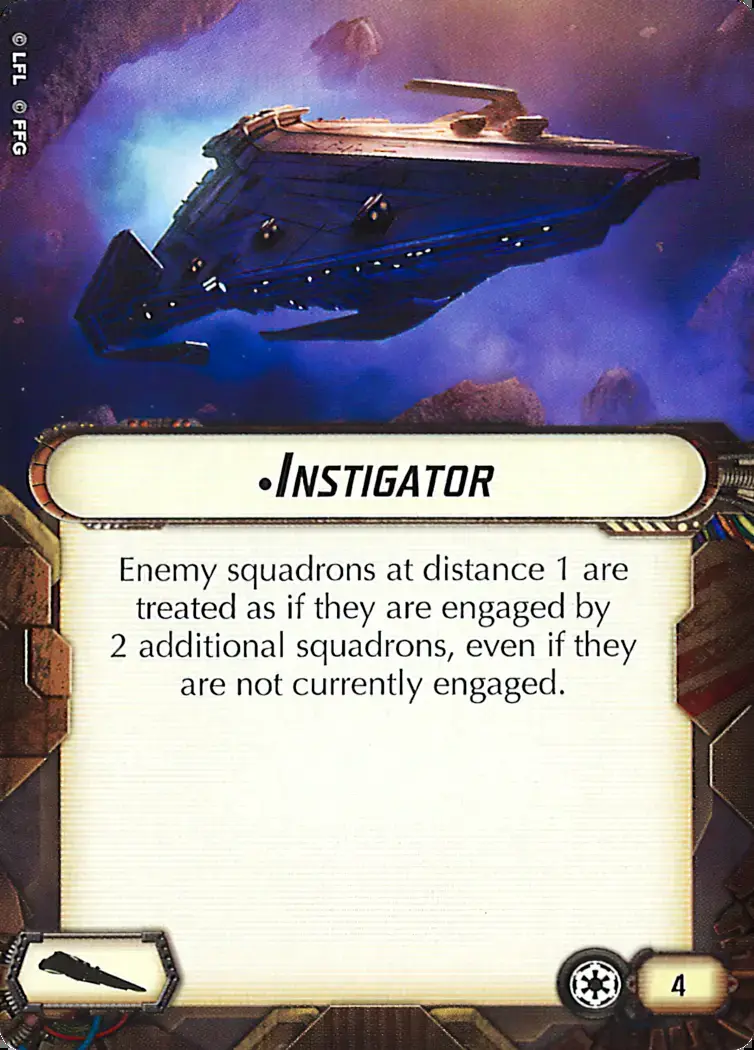 © LFL © FFG
•INSTIGATOR
Enemy squadrons at distance 1 are
treated as if they are engaged by
2 additional squadrons, even if they
are not currently engaged.
4